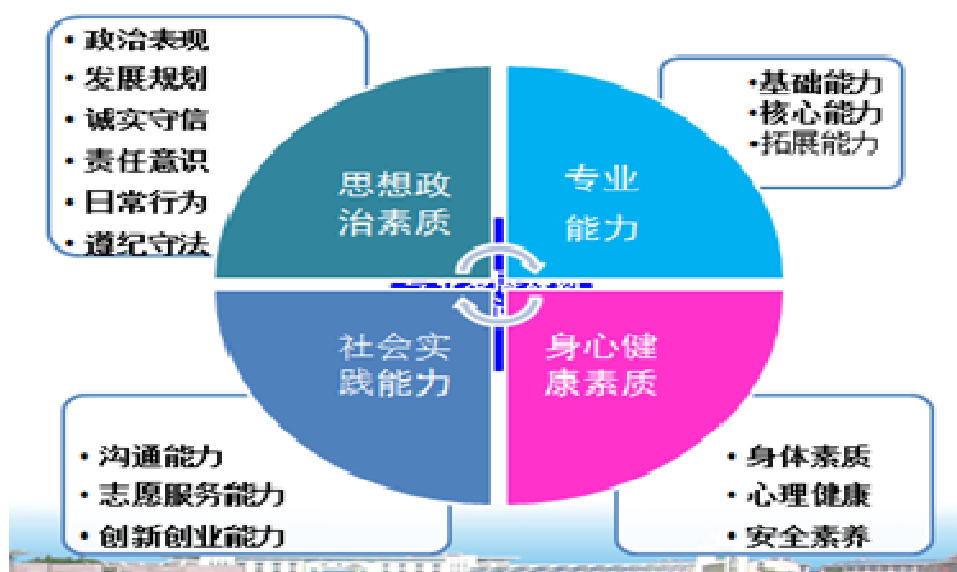 • 政治表现
• 发展规划
• 诚实守信
• 责任意识
• 日常行为
• 遵纪守法
•基础能力
•核心能力
•拓展能力
思想政
治素质
专业
能力
社会实
践能力
身心健
康素质
• 沟通能力
• 志愿服务能力
• 创新创业能力
• 身体素质
• 心理健康
• 安全素养